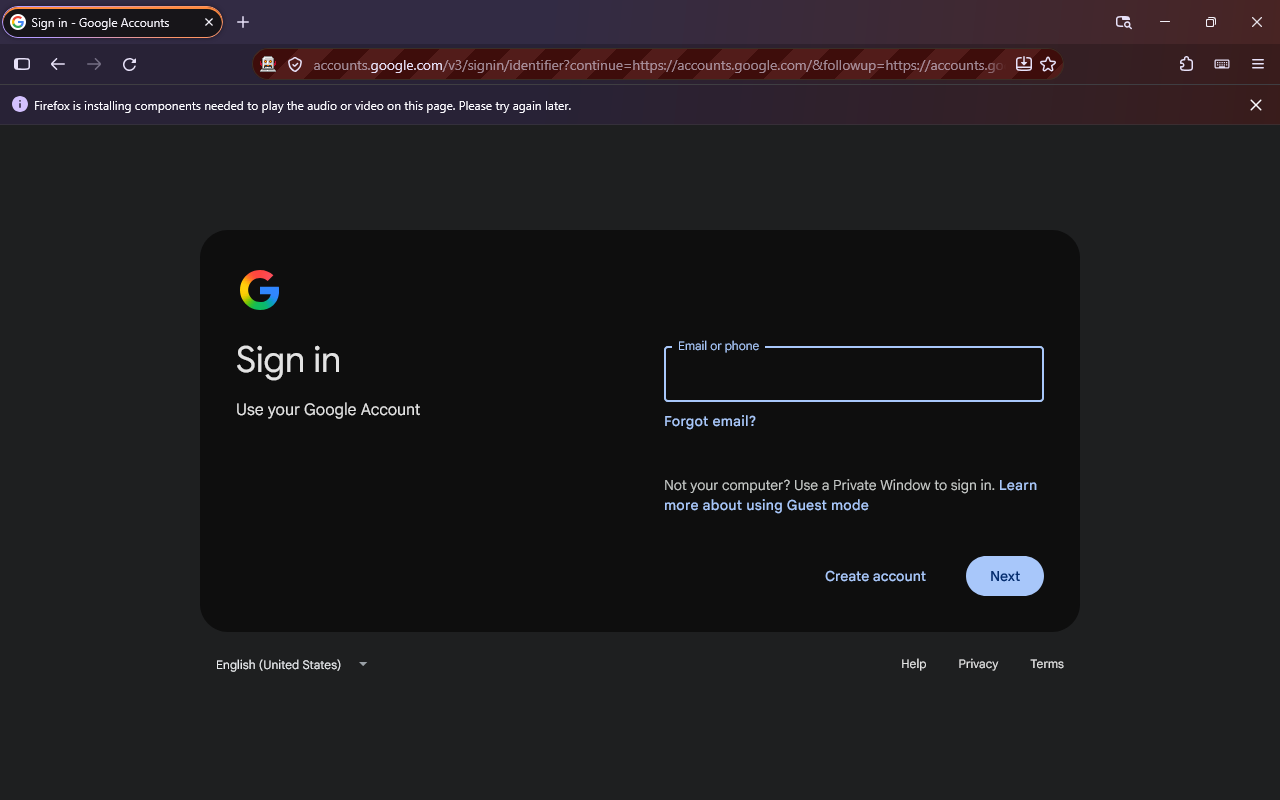 Sign in - Google Accounts
accounts.google.com/v3/signin/identifier?continue=https://accounts.google.com/&followup=https://accounts.go
Firefox is installing components needed to play the audio or video on this page. Please try again later.
Sign in
Use your Google Account
Email or phone
Forgot email?
Not your computer? Use a Private Window to sign in. Learn
more about using Guest mode
Create account
Next
English (United States)
Help
Privacy
Terms